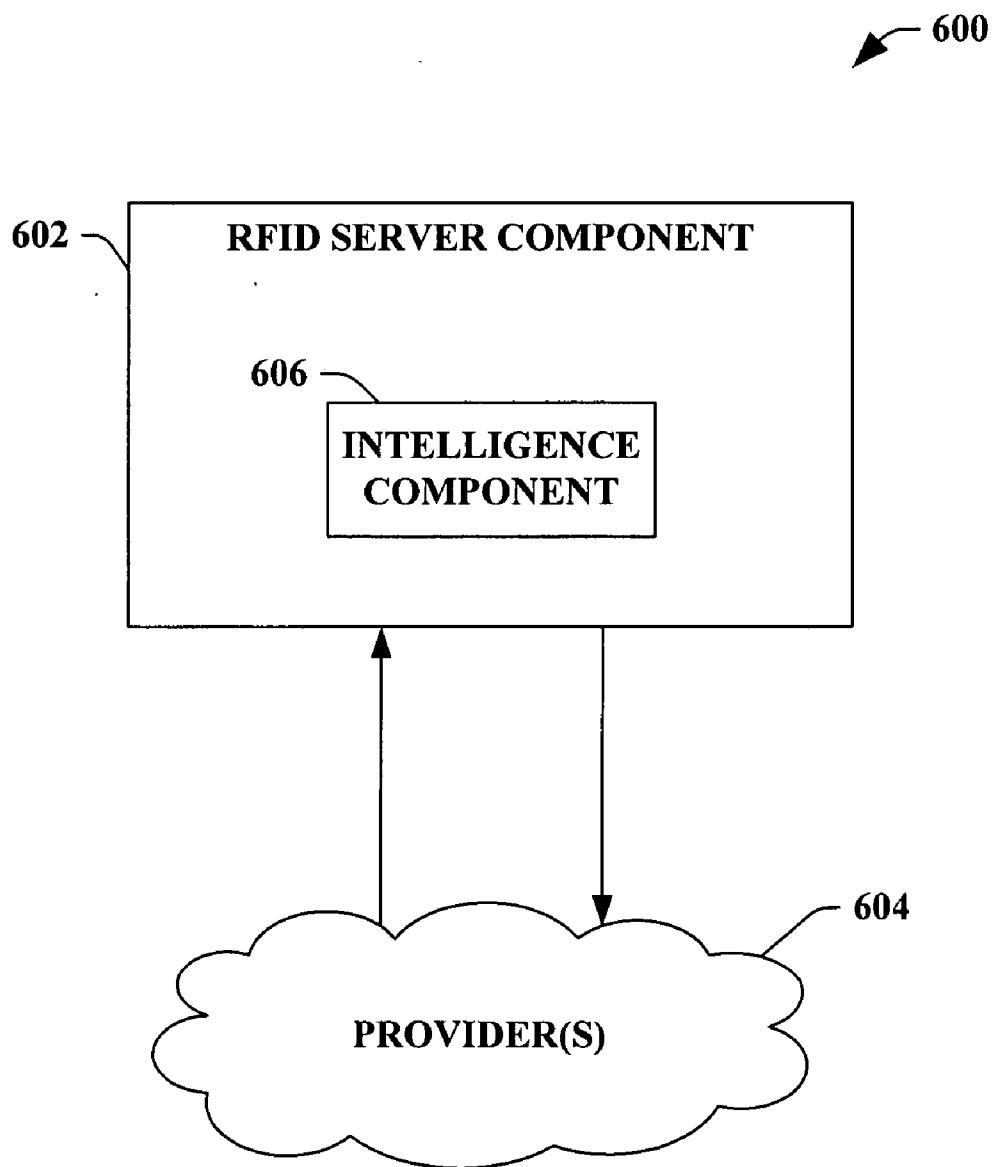 600
602
RFID SERVER COMPONENT
606
INTELLIGENCE
COMPONENT
604
PROVIDER(S)